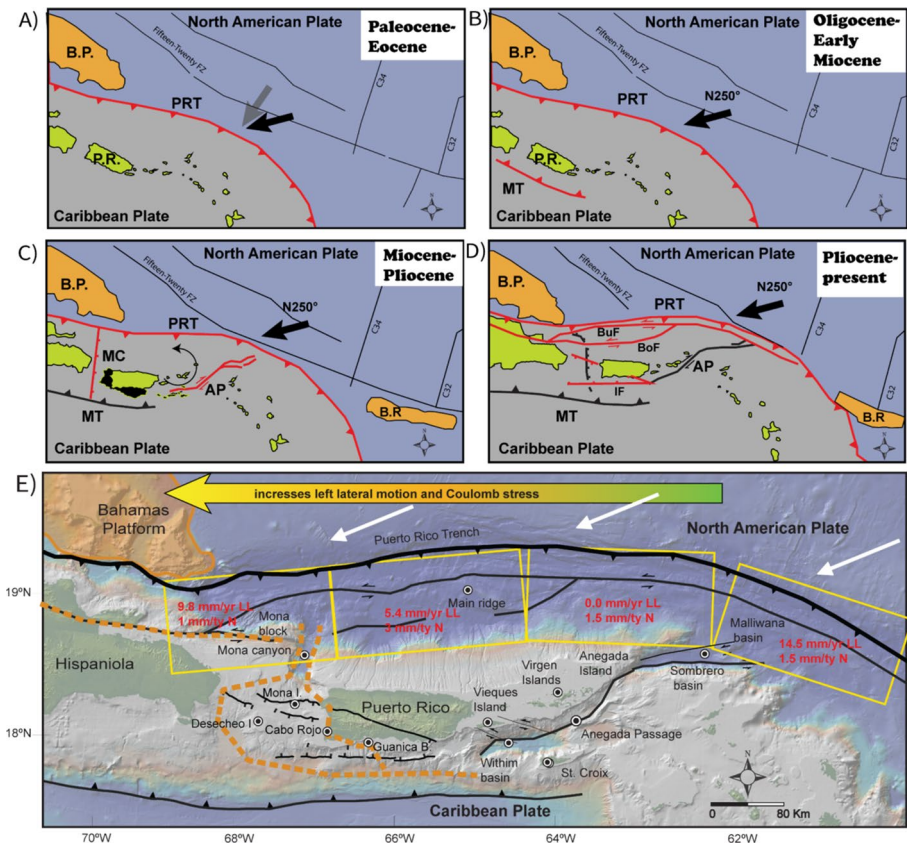 A)
North American Plate
Paleocene-
Eocene
B.P.
Fifteen-Twenty FZ
C34
PRT
P.R.
C32
Caribbean Plate
N
B)
North American Plate
Oligocene-
Early
Miocene
B.P.
Fifteen-Twenty FZ
C34
PRT
N250°
P.R.
C32
MT
Caribbean Plate
N
C)
North American Plate
Miocene-
Pliocene
B.P.
Fifteen-Twenty FZ
N250°
PRT
C34
MC
AP
C32
MT
B.R
Caribbean Plate
N
D)
North American Plate
Pliocene-
present
B.P.
Fifteen-Twenty FZ
N250°
PRT
C34
BuF
BoF
AP
IF
C32
MT
B.R
Caribbean Plate
N
E)
increases left lateral motion and Coulomb stress
Bahamas
Platform
Puerto Rico Trench
North American Plate
19°N
9.8 mm/yr LL
1 mm/ty N
5.4 mm/yr LL
3 mm/ty N
0.0 mm/yr LL
1.5 mm/ty N
14.5 mm/yr LL
1.5 mm/ty N
Main ridge
Mona
block
Mona canyon
Malliwana
basin
Hispaniola
Virgen
Islands
Anegada
Island
Sombrero
basin
Mona I.
Vieques
Island
Puerto Rico
Desecheo I
Cabo Rojo
Guanica B.
Anegada Passage
18°N
Withim
basin
St. Croix
N
Caribbean Plate
0
80 Km
70°W
68°W
66°W
64°W
62°W